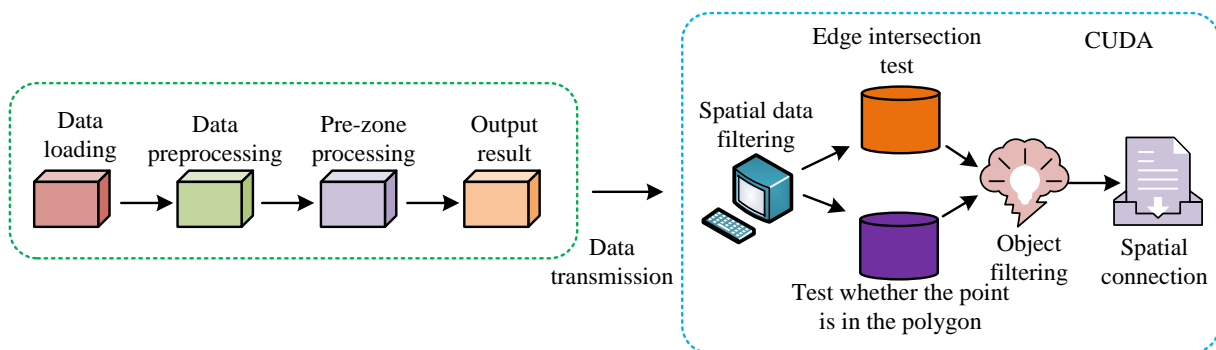 Data
loading
Data
preprocessing
Pre-zone
processing
Output
result
Data
transmission
CUDA
Spatial data
filtering
Edge intersection
test
Test whether the point
is in the polygon
Object
filtering
Spatial
connection